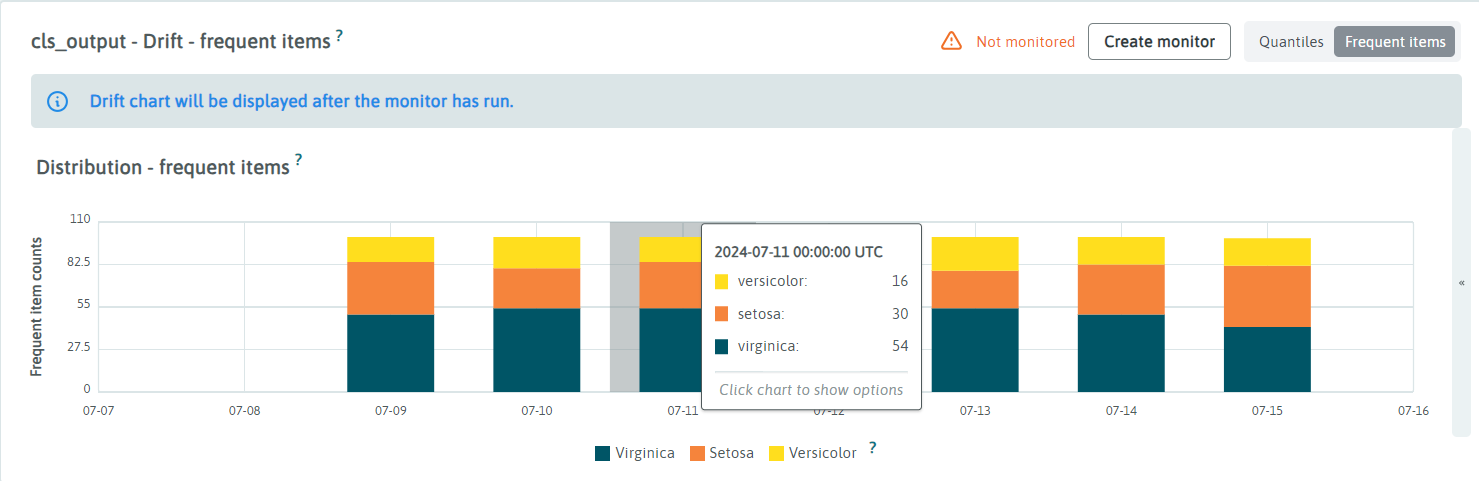 cls_output - Drift - frequent items ?
Not monitored
Create monitor
Quantiles
Frequent items
Drift chart will be displayed after the monitor has run.
Distribution - frequent items ?
Frequent item counts
110
82.5
55
27.5
0
2024-07-11 00:00:00 UTC
versicolor: 16
setosa: 30
virginica: 54
Click chart to show options
«
07-07 07-08 07-09 07-10 07-11 07-12 07-13 07-14 07-15 07-16
Virginica Setosa Versicolor ?